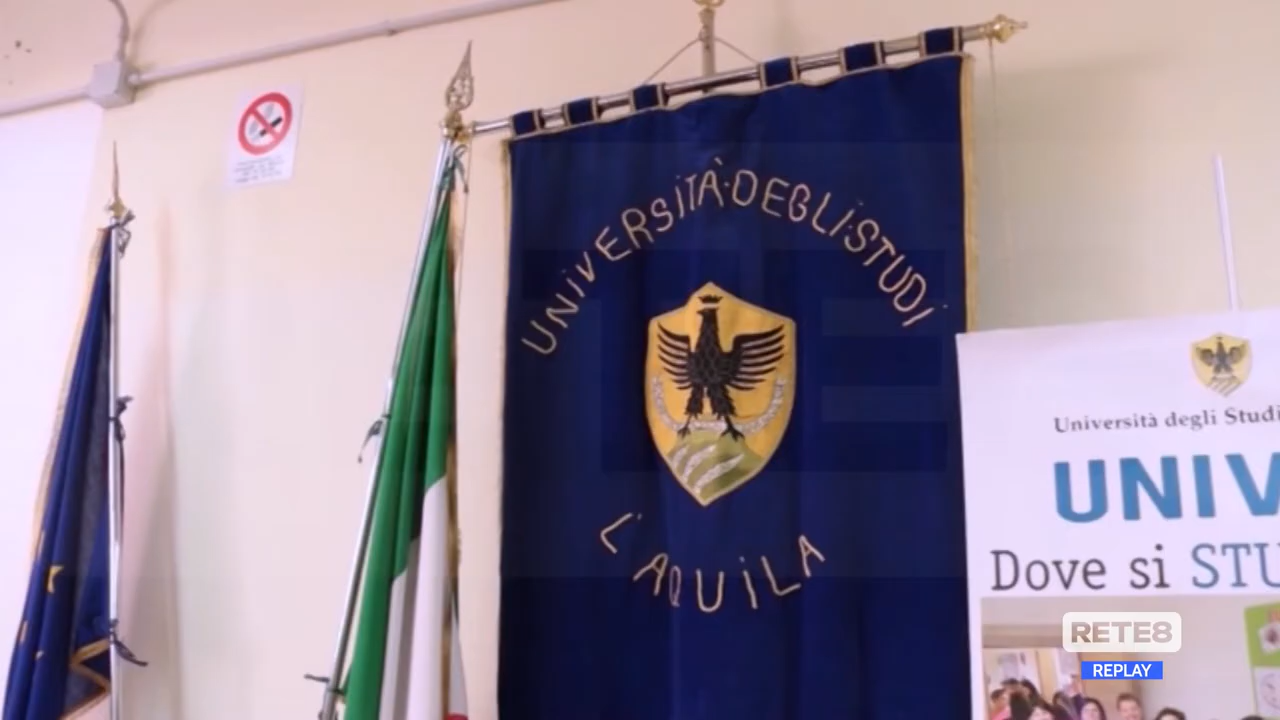 UNIVERSITÀ·DEGLI·STUDI
L'AQUILA
Università degli Studi
UNIV
Dove si STU
RETE8
REPLAY